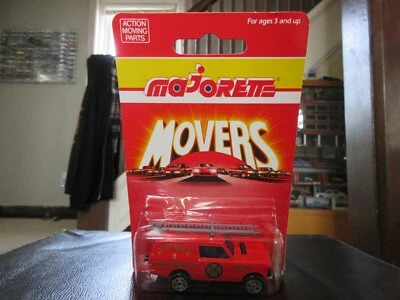 ACTION
MOVING
PARTS
For ages 3 and up
MAJORETTE
MOVERS